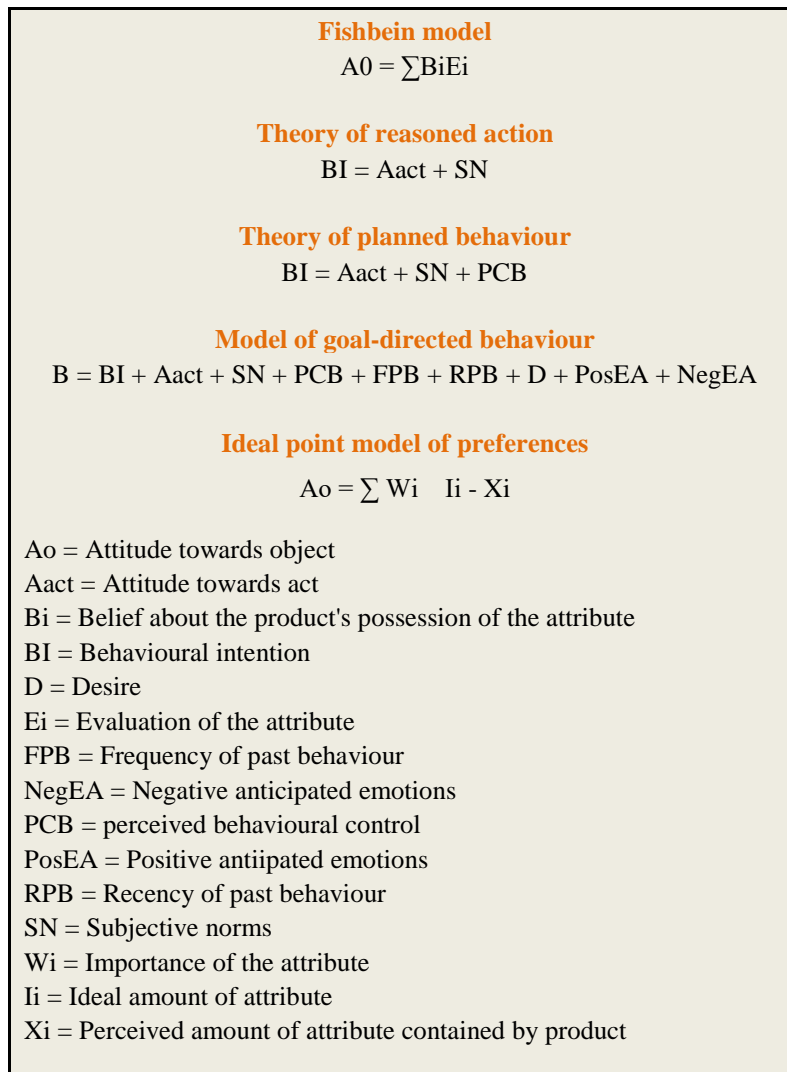 Fishbein model
A0 = ∑BiEi
Theory of reasoned action
BI = Aact + SN
Theory of planned behaviour
BI = Aact + SN + PCB
Model of goal-directed behaviour
B = BI + Aact + SN + PCB + FPB + RPB + D + PosEA + NegEA
Ideal point model of preferences
Ao = ∑ Wi Ii - Xi
Ao = Attitude towards object
Aact = Attitude towards act
Bi = Belief about the product's possession of the attribute
BI = Behavioural intention
D = Desire
Ei = Evaluation of the attribute
FPB = Frequency of past behaviour
NegEA = Negative anticipated emotions
PCB = perceived behavioural control
PosEA = Positive antiipated emotions
RPB = Recency of past behaviour
SN = Subjective norms
Wi = Importance of the attribute
Ii = Ideal amount of attribute
Xi = Perceived amount of attribute contained by product